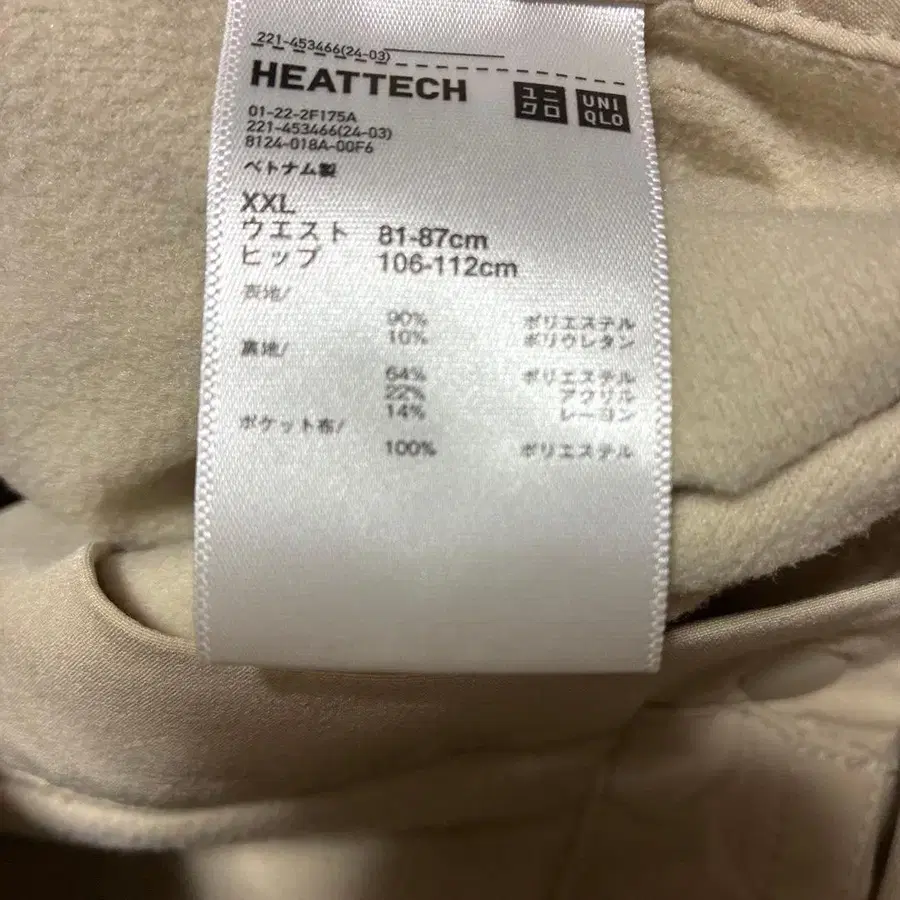 221-453466(24-03)
HEATTECH
ユニクロ
UNIQLO
01-22-2F175A
221-453466(24-03)
8124-018A-00F6
ベトナム製
XXL
ウエスト 81-87cm
ヒップ 106-112cm
表地/
90% ポリエステル
10% ポリウレタン
裏地/
64% ポリエステル
22% アクリル
14% レーヨン
ポケット布/
100% ポリエステル